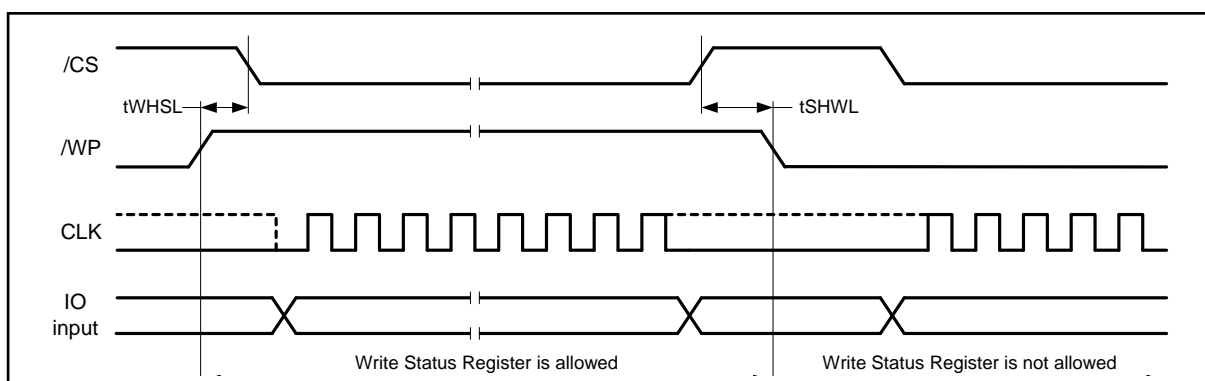 /CS
tWHSL
tSHWL
/WP
CLK
IO
input
Write Status Register is allowed
Write Status Register is not allowed